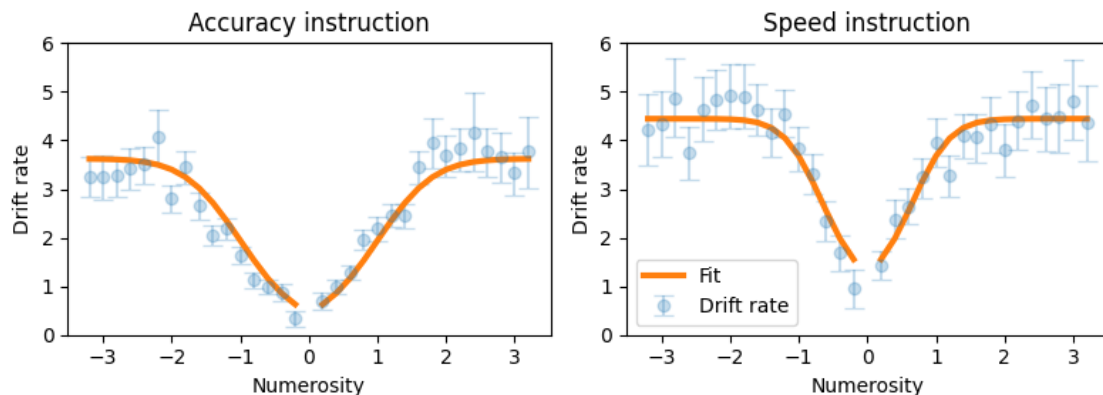 Accuracy instruction
Drift rate
6
5
4
3
2
1
0
−3 −2 −1 0 1 2 3
Numerosity
Speed instruction
Drift rate
6
5
4
3
2
1
0
Fit
Drift rate
−3 −2 −1 0 1 2 3
Numerosity